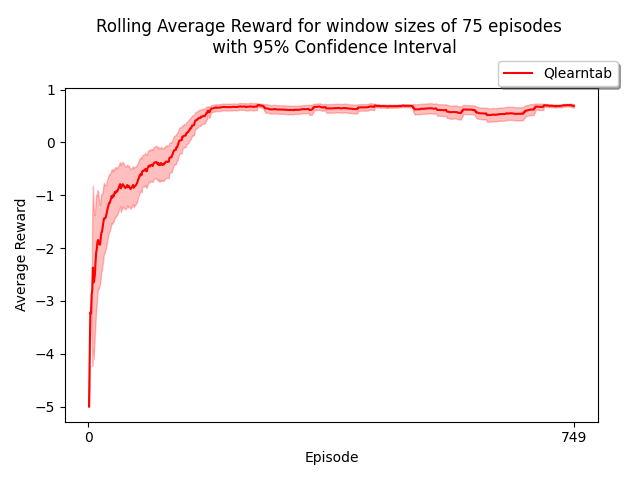 Rolling Average Reward for window sizes of 75 episodes
with 95% Confidence Interval
Qlearntab
1
0
−1
−2
−3
−4
−5
Average Reward
0
749
Episode